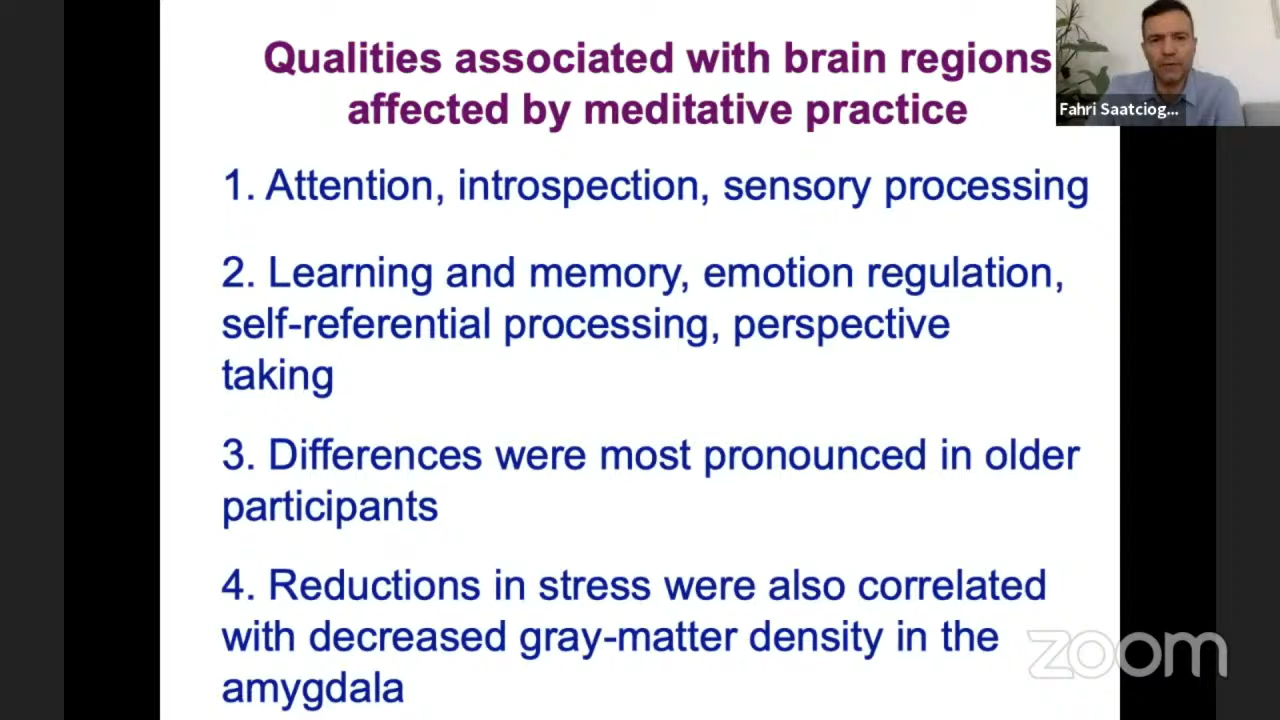 Qualities associated with brain regions
affected by meditative practice
Fahri Saatciog...
1. Attention, introspection, sensory processing
2. Learning and memory, emotion regulation,
self-referential processing, perspective
taking
3. Differences were most pronounced in older
participants
4. Reductions in stress were also correlated
with decreased gray-matter density in the
amygdala
zoom